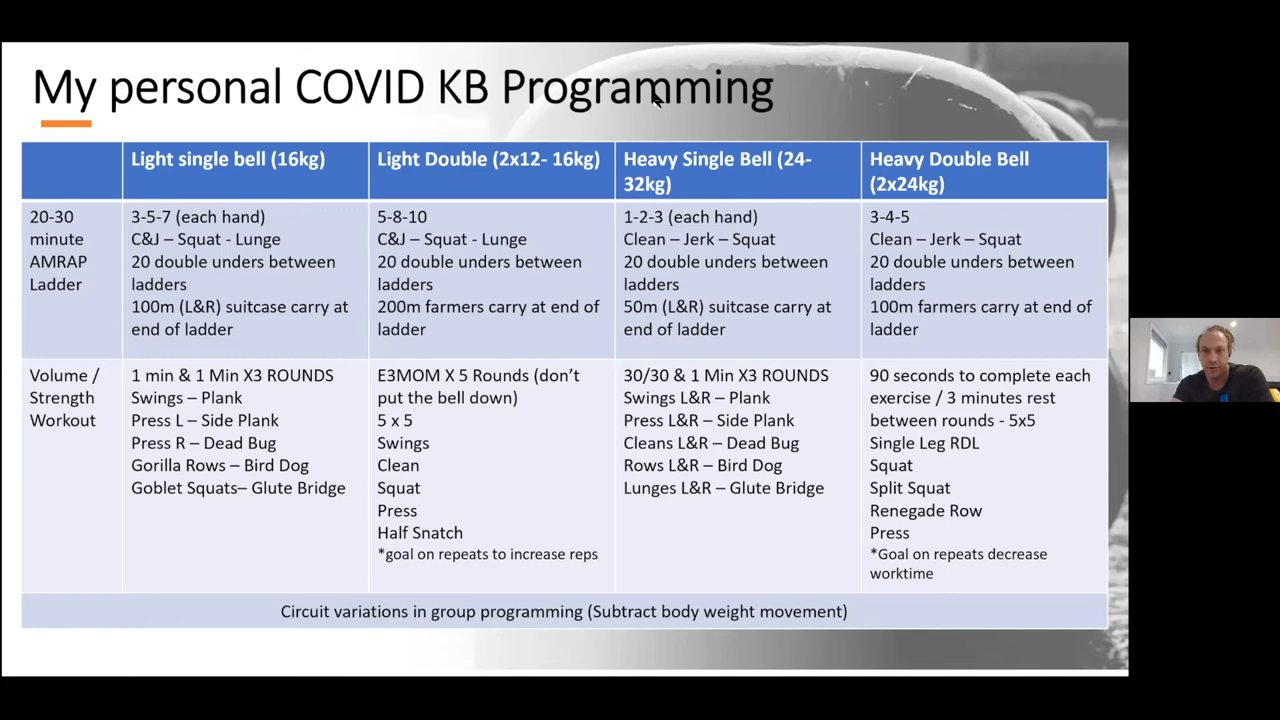 My personal COVID KB Programming
Light single bell (16kg)
Light Double (2x12- 16kg)
Heavy Single Bell (24-
32kg)
Heavy Double Bell
(2x24kg)
20-30
minute
AMRAP
Ladder
3-5-7 (each hand)
C&J – Squat - Lunge
20 double unders between
ladders
100m (L&R) suitcase carry at
end of ladder
5-8-10
C&J – Squat - Lunge
20 double unders between
ladders
200m farmers carry at end of
ladder
1-2-3 (each hand)
Clean – Jerk – Squat
20 double unders between
ladders
50m (L&R) suitcase carry at
end of ladder
3-4-5
Clean – Jerk – Squat
20 double unders between
ladders
100m farmers carry at end of
ladder
Volume /
Strength
Workout
1 min & 1 Min X3 ROUNDS
Swings – Plank
Press L – Side Plank
Press R – Dead Bug
Gorilla Rows – Bird Dog
Goblet Squats– Glute Bridge
E3MOM X 5 Rounds (don’t
put the bell down)
5 x 5
Swings
Clean
Squat
Press
Half Snatch
*goal on repeats to increase reps
30/30 & 1 Min X3 ROUNDS
Swings L&R – Plank
Press L&R – Side Plank
Cleans L&R – Dead Bug
Rows L&R – Bird Dog
Lunges L&R – Glute Bridge
90 seconds to complete each
exercise / 3 minutes rest
between rounds - 5x5
Single Leg RDL
Squat
Split Squat
Renegade Row
Press
*Goal on repeats decrease
worktime
Circuit variations in group programming (Subtract body weight movement)